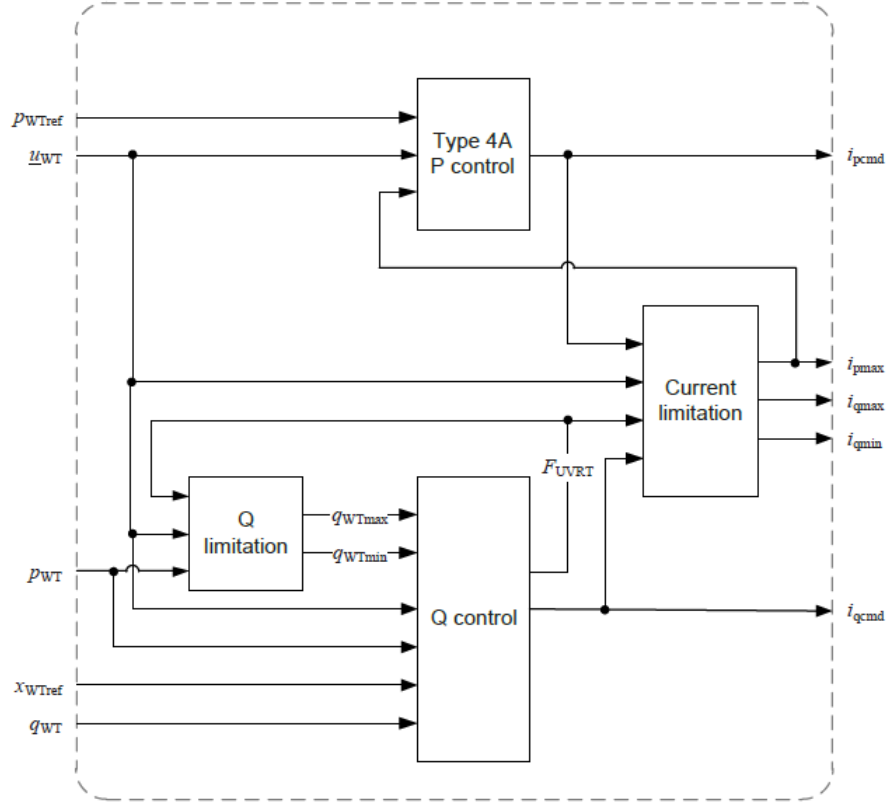 pWTref
Type 4A
P control
uWT
ipcmd
ipmax
Current
limitation
iqmax
iqmin
FUVRT
Q
limitation
qWTmax
qWTmin
pWT
Q control
iqcmd
xWTref
qWT